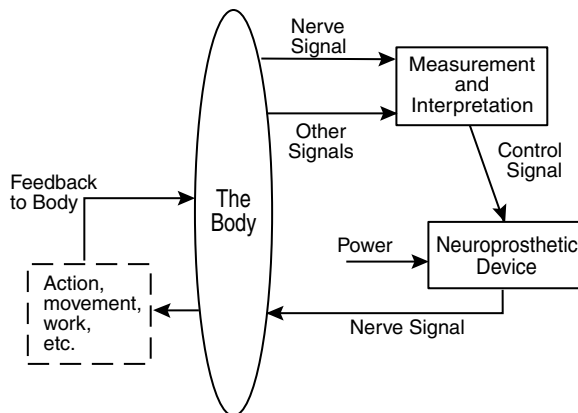 Nerve
Signal
Measurement
and
Interpretation
Other
Signals
Control
Signal
Feedback
to Body
The
Body
Power
Neuroprosthetic
Device
Action,
movement,
work,
etc.
Nerve Signal